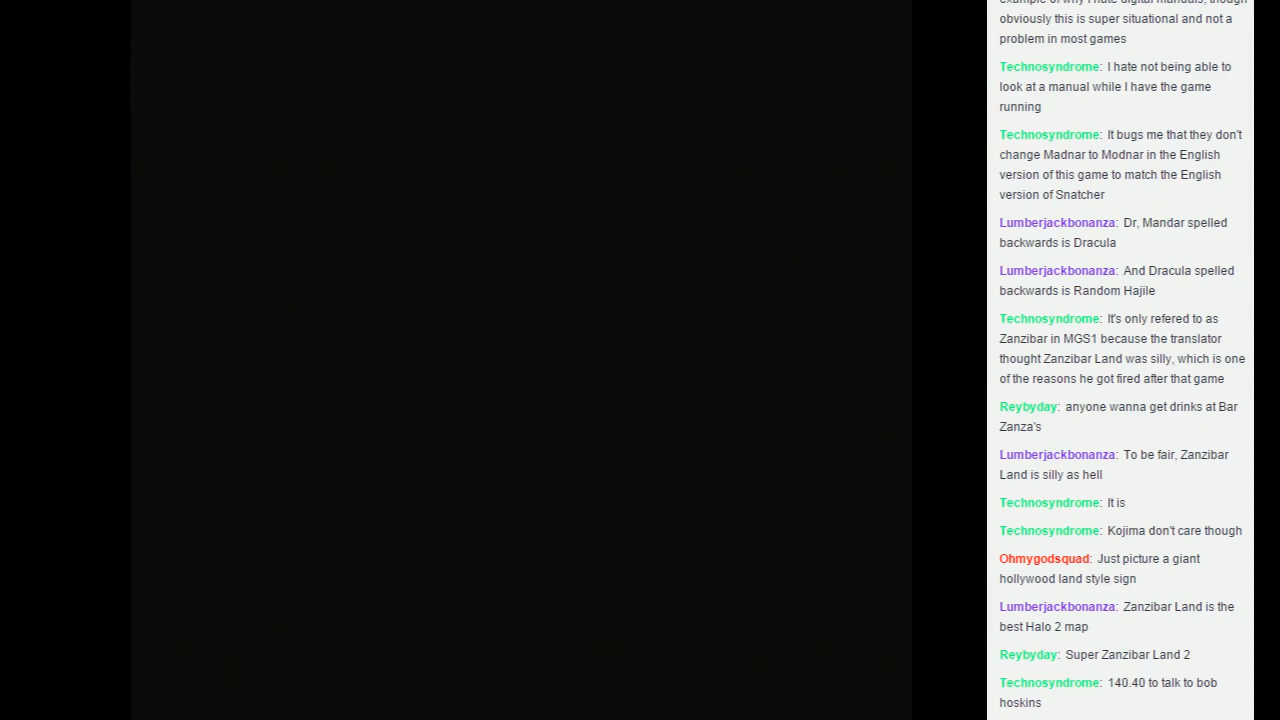 example of why I hate digital manuals, though
obviously this is super situational and not a
problem in most games
Technosyndrome: I hate not being able to
look at a manual while I have the game
running
Technosyndrome: It bugs me that they don't
change Madnar to Modnar in the English
version of this game to match the English
version of Snatcher
Lumberjackbonanza: Dr, Mandar spelled
backwards is Dracula
Lumberjackbonanza: And Dracula spelled
backwards is Random Hajile
Technosyndrome: It's only refered to as
Zanzibar in MGS1 because the translator
thought Zanzibar Land was silly, which is one
of the reasons he got fired after that game
Reybyday: anyone wanna get drinks at Bar
Zanza's
Lumberjackbonanza: To be fair, Zanzibar
Land is silly as hell
Technosyndrome: It is
Technosyndrome: Kojima don't care though
Ohmygodsquad: Just picture a giant
hollywood land style sign
Lumberjackbonanza: Zanzibar Land is the
best Halo 2 map
Reybyday: Super Zanzibar Land 2
Technosyndrome: 140.40 to talk to bob
hoskins